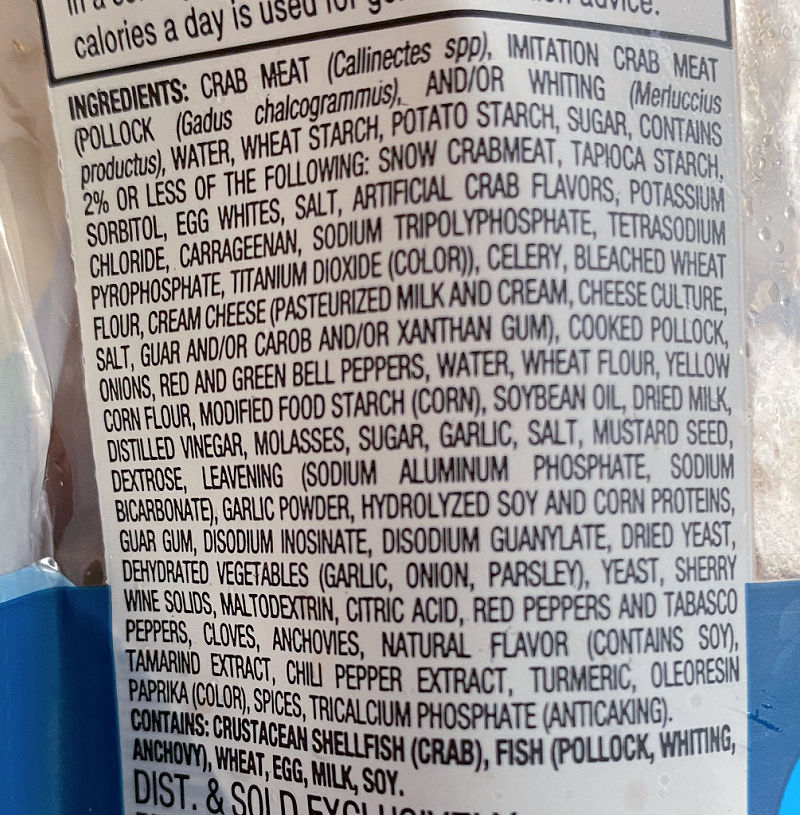 calories a day is used
advice.
INGREDIENTS: CRAB MEAT (Callinectes spp), IMITATION CRAB MEAT
(POLLOCK (Gadus chalcogrammus), AND/OR WHITING (Merluccius
productus), WATER, WHEAT STARCH, POTATO STARCH, SUGAR, CONTAINS
2% OR LESS OF THE FOLLOWING: SNOW CRABMEAT, TAPIOCA STARCH,
SORBITOL, EGG WHITES, SALT, ARTIFICIAL CRAB FLAVORS, POTASSIUM
CHLORIDE, CARRAGEENAN, SODIUM TRIPOLYPHOSPHATE, TETRASODIUM
PYROPHOSPHATE, TITANIUM DIOXIDE (COLOR)), CELERY, BLEACHED WHEAT
FLOUR, CREAM CHEESE (PASTEURIZED MILK AND CREAM, CHEESE CULTURE,
SALT, GUAR AND/OR CAROB AND/OR XANTHAN GUM), COOKED POLLOCK,
ONIONS, RED AND GREEN BELL PEPPERS, WATER, WHEAT FLOUR, YELLOW
CORN FLOUR, MODIFIED FOOD STARCH (CORN), SOYBEAN OIL, DRIED MILK,
DISTILLED VINEGAR, MOLASSES, SUGAR, GARLIC, SALT, MUSTARD SEED,
DEXTROSE, LEAVENING (SODIUM ALUMINUM PHOSPHATE, SODIUM
BICARBONATE), GARLIC POWDER, HYDROLYZED SOY AND CORN PROTEINS,
GUAR GUM, DISODIUM INOSINATE, DISODIUM GUANYLATE, DRIED YEAST,
DEHYDRATED VEGETABLES (GARLIC, ONION, PARSLEY), YEAST, SHERRY
WINE SOLIDS, MALTODEXTRIN, CITRIC ACID, RED PEPPERS AND TABASCO
PEPPERS, CLOVES, ANCHOVIES, NATURAL FLAVOR (CONTAINS SOY),
TAMARIND EXTRACT, CHILI PEPPER EXTRACT, TURMERIC, OLEORESIN
PAPRIKA (COLOR), SPICES, TRICALCIUM PHOSPHATE (ANTICAKING).
CONTAINS: CRUSTACEAN SHELLFISH (CRAB), FISH (POLLOCK, WHITING,
ANCHOVY), WHEAT, EGG, MILK, SOY.
DIST. & SOLD EXCLUSIVELY